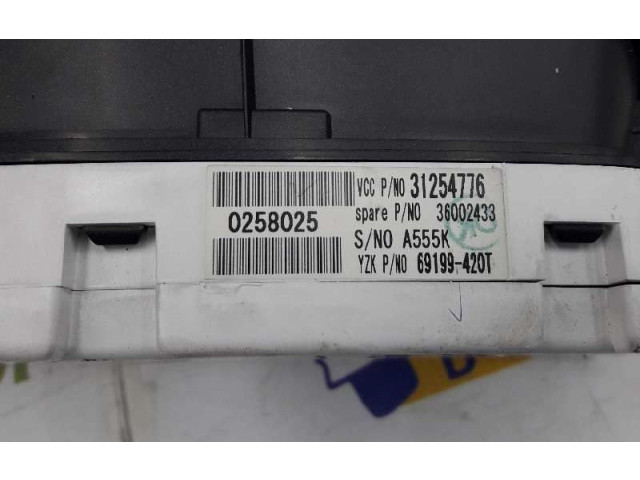 VCC P/NO 31254776
0258025
spare P/NO 36002433
S/NO A555K
YZK P/NO 69199-420T